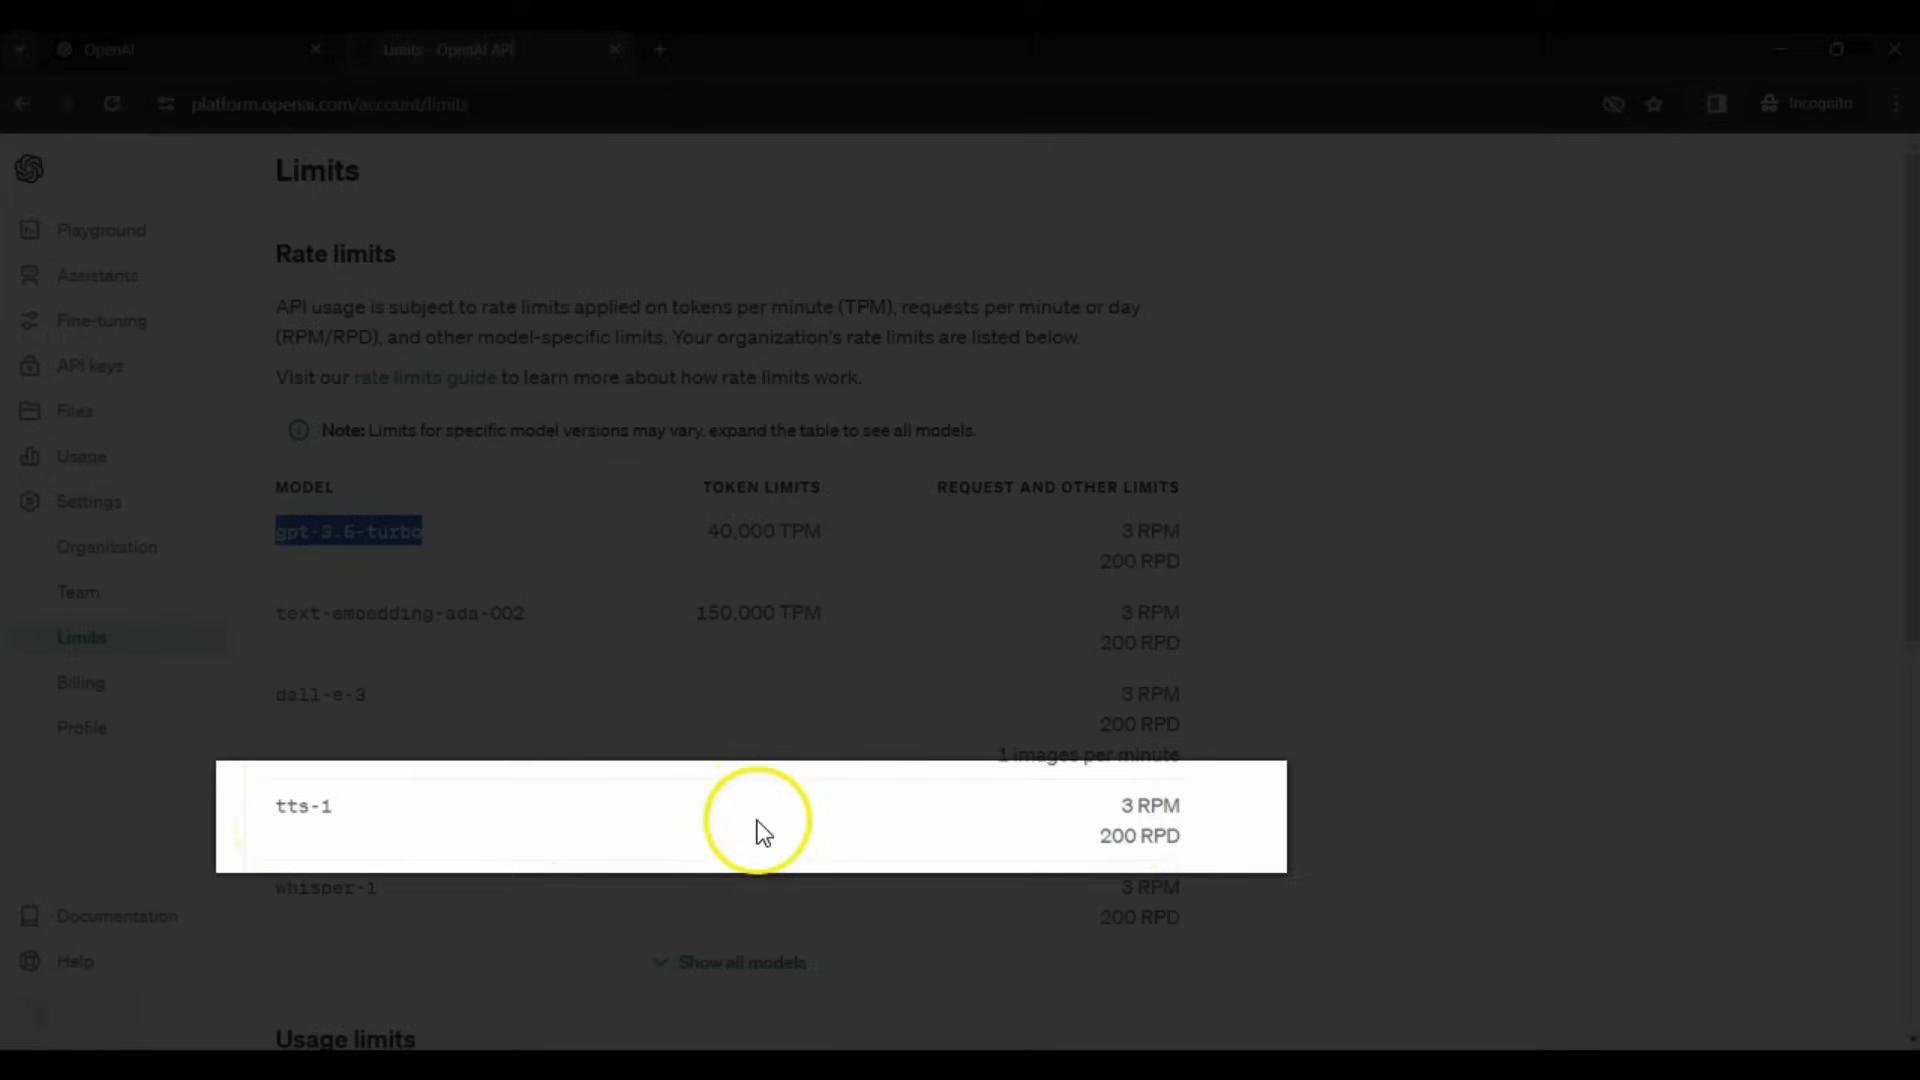 OpenAI
Limits - OpenAI API
platform.openai.com/account/limits
Incognito
Limits
Playground
Assistants
Fine-tuning
API keys
Files
Usage
Settings
Organization
Team
Limits
Billing
Profile
Documentation
Help
Rate limits
API usage is subject to rate limits applied on tokens per minute (TPM), requests per minute or day
(RPM/RPD), and other model-specific limits. Your organization's rate limits are listed below.
Visit our rate limits guide to learn more about how rate limits work.
Note: Limits for specific model versions may vary, expand the table to see all models.
MODEL TOKEN LIMITS REQUEST AND OTHER LIMITS
gpt-3.5-turbo 40,000 TPM 3 RPM
200 RPD
text-embedding-ada-002 150,000 TPM 3 RPM
200 RPD
dall-e-3 3 RPM
200 RPD
1 images per minute
tts-1 3 RPM
200 RPD
whisper-1 3 RPM
200 RPD
Show all models
Usage limits